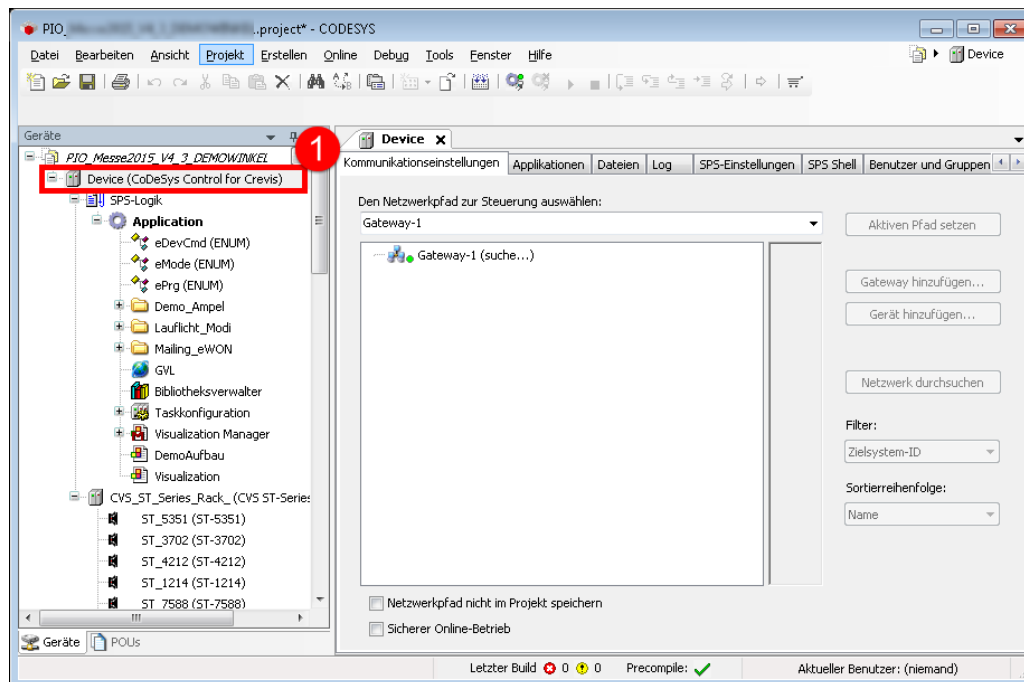 PIO_ ..project* - CODESYS
Datei Bearbeiten Ansicht Projekt Erstellen Online Debug Tools Fenster Hilfe
Device
Geräte
1
PIO_Messe2015_V4_3_DEMOWINKEL
Device (CoDeSys Control for Crevis)
SPS-Logik
Application
eDevCmd (ENUM)
eMode (ENUM)
ePrg (ENUM)
Demo_Ampel
Lauflicht_Modi
Mailing_eWON
GVL
Bibliotheksverwalter
Taskkonfiguration
Visualization Manager
DemoAufbau
Visualization
CVS_ST_Series_Rack_ (CVS ST-Series
ST_5351 (ST-5351)
ST_3702 (ST-3702)
ST_4212 (ST-4212)
ST_1214 (ST-1214)
ST_7588 (ST-7588)
Geräte POUs
Device
Kommunikationseinstellungen Applikationen Dateien Log SPS-Einstellungen SPS Shell Benutzer und Gruppen
Den Netzwerkpfad zur Steuerung auswählen:
Gateway-1
Aktiven Pfad setzen
Gateway-1 (suche...)
Gateway hinzufügen...
Gerät hinzufügen...
Netzwerk durchsuchen
Filter:
Zielsystem-ID
Sortierreihenfolge:
Name
Netzwerkpfad nicht im Projekt speichern
Sicherer Online-Betrieb
Letzter Build 0 0 Precompile: Aktueller Benutzer: (niemand)